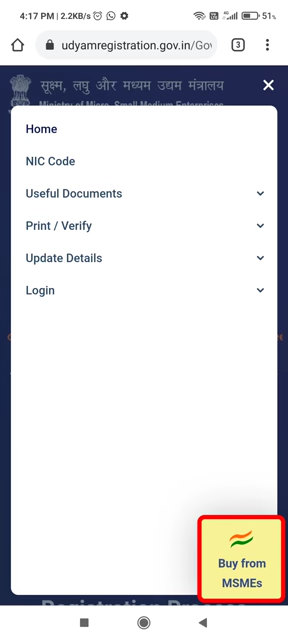 4:17 PM | 2.2KB/s
51%
udyamregistration.gov.in/Gov
3
सूक्ष्म, लघु और मध्यम उद्यम मंत्रालय
Ministry of Micro, Small Medium Enterprises
Home
NIC Code
Useful Documents
Print / Verify
Update Details
Login
Buy from
MSMEs
Registration Process